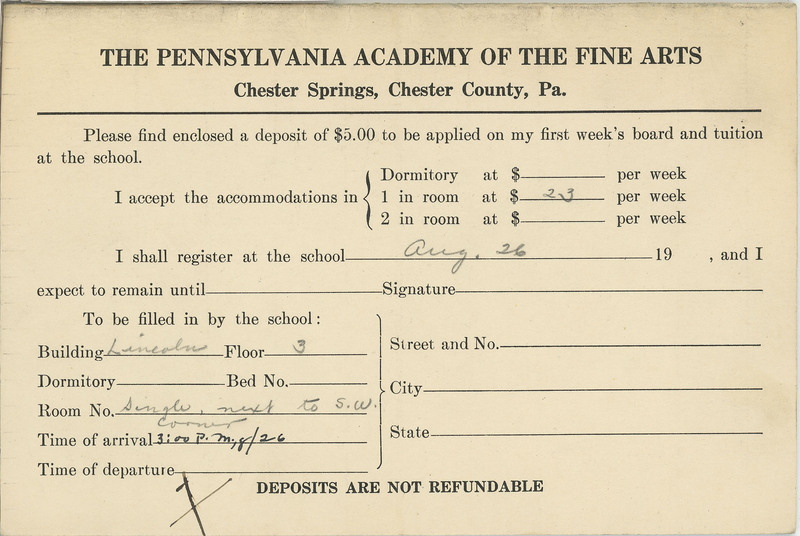 THE PENNSYLVANIA ACADEMY OF THE FINE ARTS
Chester Springs, Chester County, Pa.
Please find enclosed a deposit of $5.00 to be applied on my first week's board and tuition
at the school.
I accept the accommodations in
Dormitory at $ per week
1 in room at $ 23 per week
2 in room at $ per week
I shall register at the school Aug. 26 19 , and I
expect to remain until Signature
To be filled in by the school:
Building Lincoln Floor 3
Dormitory Bed No.
Room No. Single, next to S.W.
corner
Time of arrival 3:00 P.M., 8/26
Time of departure
Street and No.
City
State
DEPOSITS ARE NOT REFUNDABLE